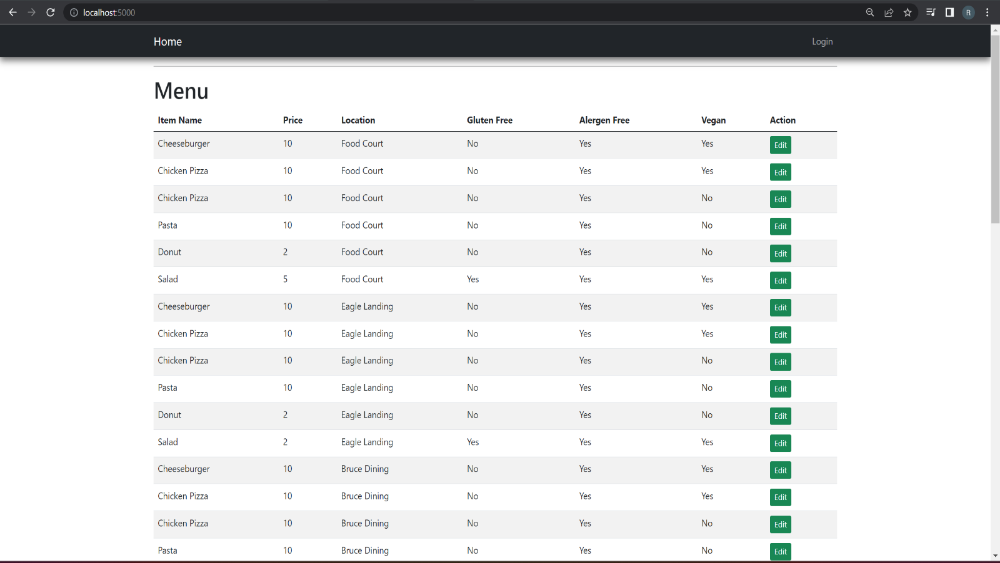 localhost:5000
R
Home Login
Menu
Item Name Price Location Gluten Free Alergen Free Vegan Action
Cheeseburger 10 Food Court No Yes Yes Edit
Chicken Pizza 10 Food Court No Yes Yes Edit
Chicken Pizza 10 Food Court No Yes No Edit
Pasta 10 Food Court No Yes No Edit
Donut 2 Food Court No Yes No Edit
Salad 5 Food Court Yes Yes Yes Edit
Cheeseburger 10 Eagle Landing No Yes Yes Edit
Chicken Pizza 10 Eagle Landing No Yes Yes Edit
Chicken Pizza 10 Eagle Landing No Yes No Edit
Pasta 10 Eagle Landing No Yes No Edit
Donut 2 Eagle Landing No Yes No Edit
Salad 2 Eagle Landing Yes Yes Yes Edit
Cheeseburger 10 Bruce Dining No Yes Yes Edit
Chicken Pizza 10 Bruce Dining No Yes Yes Edit
Chicken Pizza 10 Bruce Dining No Yes No Edit
Pasta 10 Bruce Dining No Yes No Edit